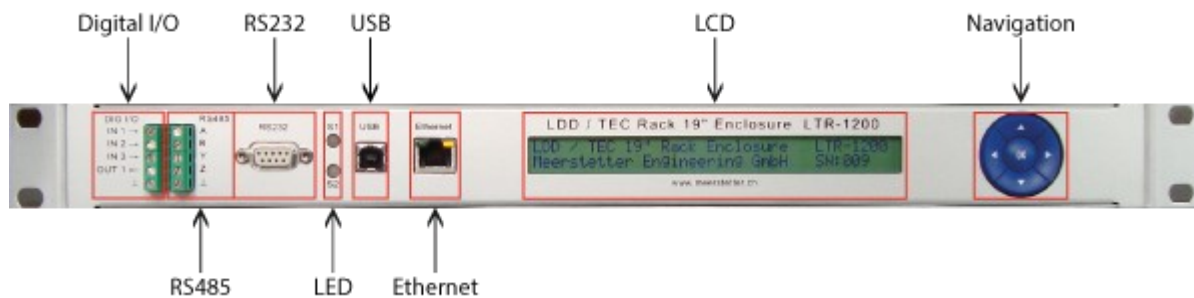 Digital I/O RS232 USB LCD Navigation
DIG I/O RS485
IN 1 → A
IN 2 → B
IN 3 → Y
OUT 1 ← Z
⊥ ⊥
RS232
S1
S2
USB
Ethernet
LDD / TEC Rack 19" Enclosure LTR-1200
LDD / TEC 19" Rack Enclosure LTR-1200
Meerstetter Engineering GmbH SN:009
www.meerstetter.ch
OK
RS485 LED Ethernet